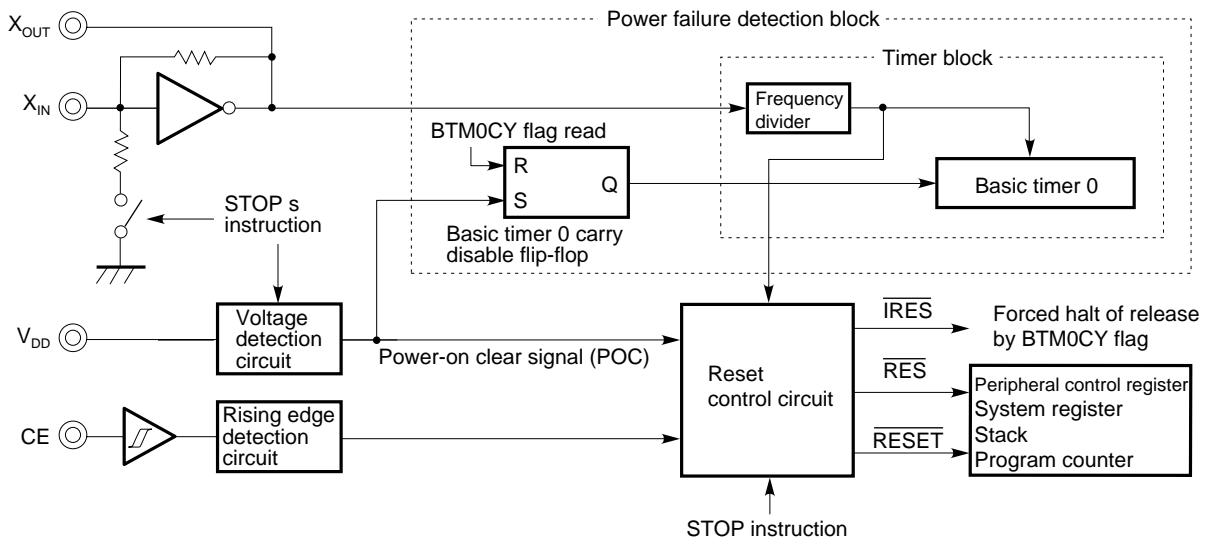 Power failure detection block
XOUT
Timer block
XIN
Frequency
divider
BTM0CY flag read
R
S
Q
Basic timer 0
STOP s
instruction
Basic timer 0 carry
disable flip-flop
VDD
Voltage
detection
circuit
Power-on clear signal (POC)
Reset
control circuit
IRES
Forced halt of release
by BTM0CY flag
RES
RESET
Peripheral control register
System register
Stack
Program counter
CE
Rising edge
detection
circuit
STOP instruction